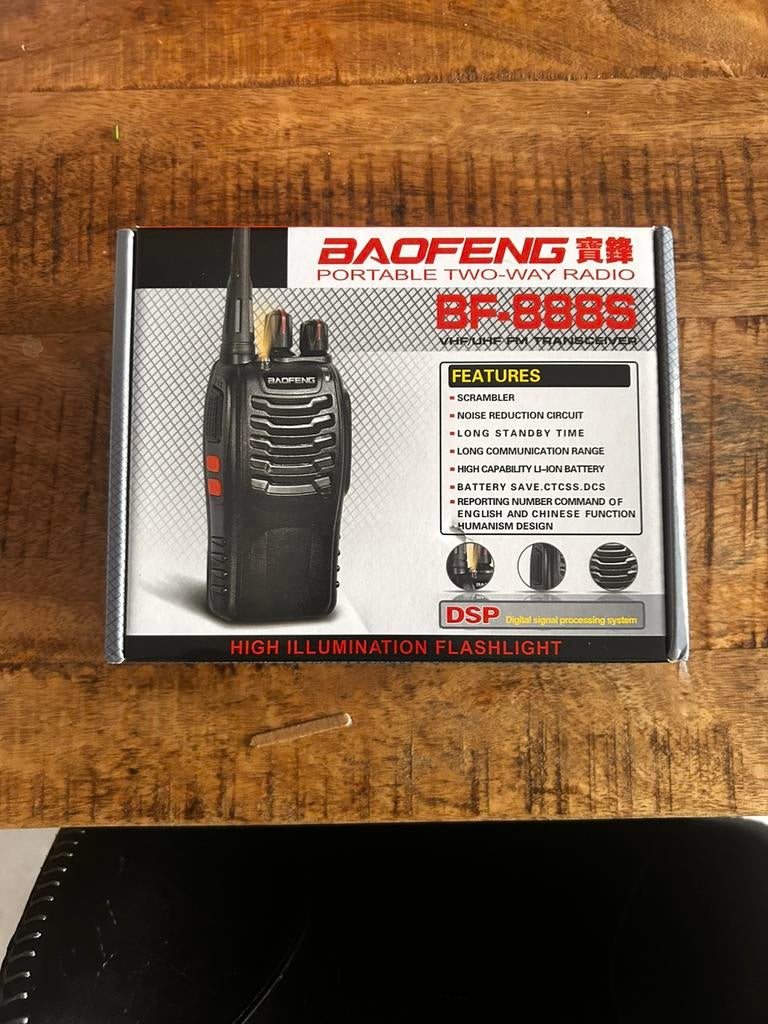 BAOFENG 寶鋒
PORTABLE TWO-WAY RADIO
BF-888S
VHF/UHF FM TRANSCEIVER
BAOFENG
FEATURES
SCRAMBLER
NOISE REDUCTION CIRCUIT
LONG STANDBY TIME
LONG COMMUNICATION RANGE
HIGH CAPABILITY LI-ION BATTERY
BATTERY SAVE.CTCSS.DCS
REPORTING NUMBER COMMAND OF
ENGLISH AND CHINESE FUNCTION
HUMANISM DESIGN
DSP Digital signal processing system
HIGH ILLUMINATION FLASHLIGHT